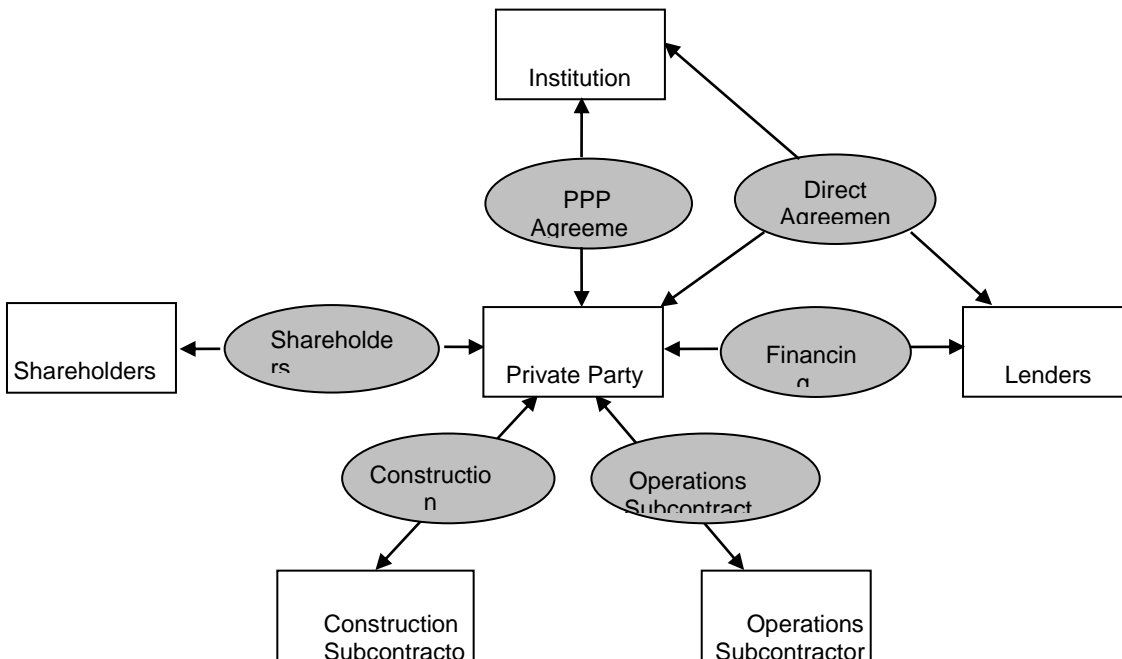 Institution
PPP
Agreeme
Direct
Agreemen
Shareholders
Shareholde
rs
Private Party
Financin
g
Lenders
Constructio
n
Operations
Subcontract
Construction
Subcontracto
Operations
Subcontractor